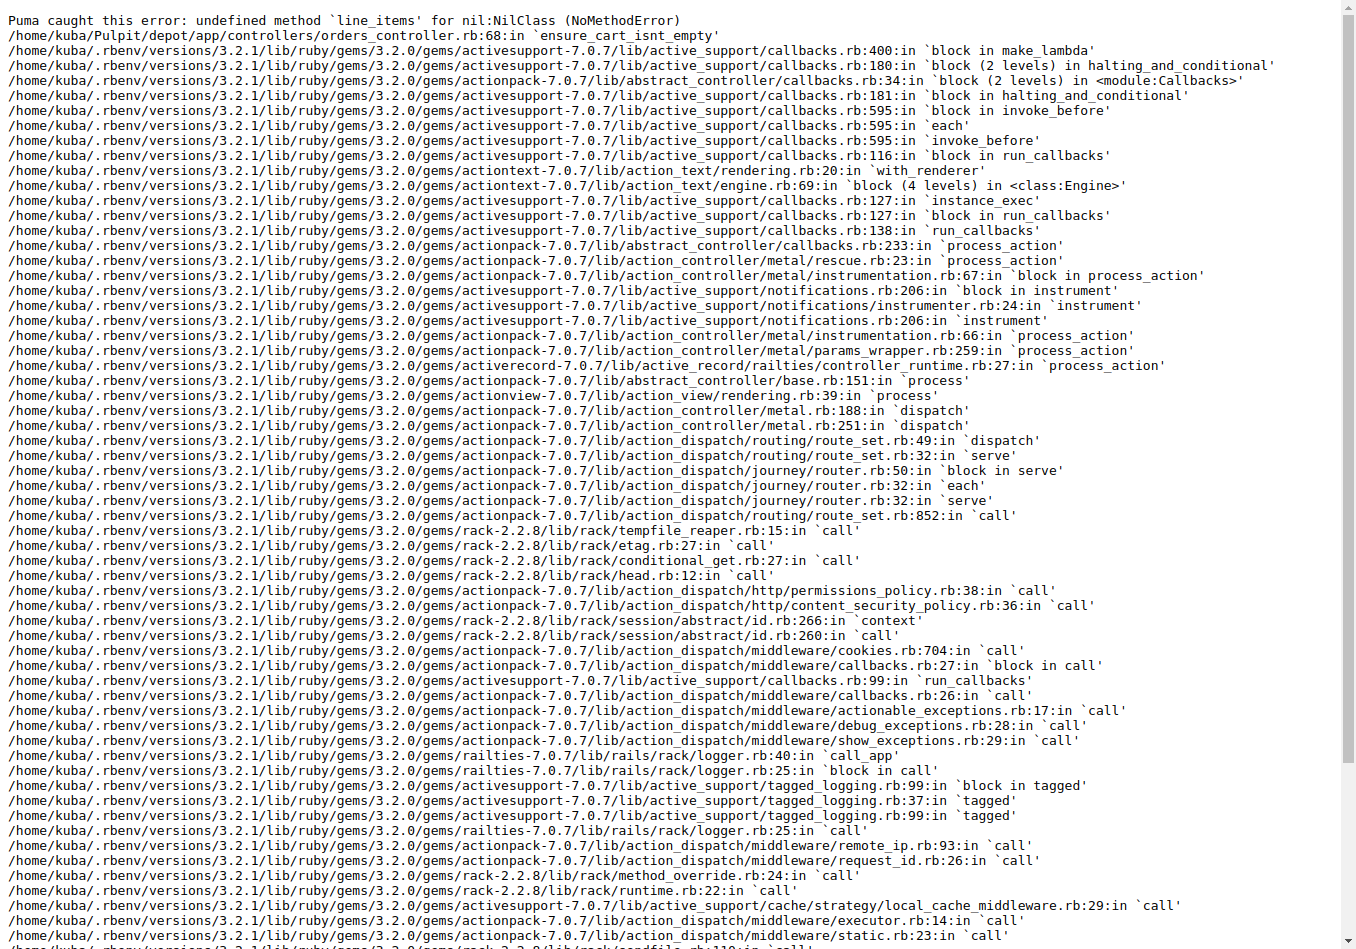 Puma caught this error: undefined method `line_items' for nil:NilClass (NoMethodError)
/home/kuba/Pulpit/depot/app/controllers/orders_controller.rb:68:in `ensure_cart_isnt_empty'
/home/kuba/.rbenv/versions/3.2.1/lib/ruby/gems/3.2.0/gems/activesupport-7.0.7/lib/active_support/callbacks.rb:400:in `block in make_lambda'
/home/kuba/.rbenv/versions/3.2.1/lib/ruby/gems/3.2.0/gems/activesupport-7.0.7/lib/active_support/callbacks.rb:180:in `block (2 levels) in halting_and_conditional'
/home/kuba/.rbenv/versions/3.2.1/lib/ruby/gems/3.2.0/gems/actionpack-7.0.7/lib/abstract_controller/callbacks.rb:34:in `block (2 levels) in <module:Callbacks>'
/home/kuba/.rbenv/versions/3.2.1/lib/ruby/gems/3.2.0/gems/activesupport-7.0.7/lib/active_support/callbacks.rb:181:in `block in halting_and_conditional'
/home/kuba/.rbenv/versions/3.2.1/lib/ruby/gems/3.2.0/gems/activesupport-7.0.7/lib/active_support/callbacks.rb:595:in `block in invoke_before'
/home/kuba/.rbenv/versions/3.2.1/lib/ruby/gems/3.2.0/gems/activesupport-7.0.7/lib/active_support/callbacks.rb:595:in `each'
/home/kuba/.rbenv/versions/3.2.1/lib/ruby/gems/3.2.0/gems/activesupport-7.0.7/lib/active_support/callbacks.rb:595:in `invoke_before'
/home/kuba/.rbenv/versions/3.2.1/lib/ruby/gems/3.2.0/gems/activesupport-7.0.7/lib/active_support/callbacks.rb:116:in `block in run_callbacks'
/home/kuba/.rbenv/versions/3.2.1/lib/ruby/gems/3.2.0/gems/actiontext-7.0.7/lib/action_text/rendering.rb:20:in `with_renderer'
/home/kuba/.rbenv/versions/3.2.1/lib/ruby/gems/3.2.0/gems/actiontext-7.0.7/lib/action_text/engine.rb:69:in `block (4 levels) in <class:Engine>'
/home/kuba/.rbenv/versions/3.2.1/lib/ruby/gems/3.2.0/gems/activesupport-7.0.7/lib/active_support/callbacks.rb:127:in `instance_exec'
/home/kuba/.rbenv/versions/3.2.1/lib/ruby/gems/3.2.0/gems/activesupport-7.0.7/lib/active_support/callbacks.rb:127:in `block in run_callbacks'
/home/kuba/.rbenv/versions/3.2.1/lib/ruby/gems/3.2.0/gems/activesupport-7.0.7/lib/active_support/callbacks.rb:138:in `run_callbacks'
/home/kuba/.rbenv/versions/3.2.1/lib/ruby/gems/3.2.0/gems/actionpack-7.0.7/lib/abstract_controller/callbacks.rb:233:in `process_action'
/home/kuba/.rbenv/versions/3.2.1/lib/ruby/gems/3.2.0/gems/actionpack-7.0.7/lib/action_controller/metal/rescue.rb:23:in `process_action'
/home/kuba/.rbenv/versions/3.2.1/lib/ruby/gems/3.2.0/gems/actionpack-7.0.7/lib/action_controller/metal/instrumentation.rb:67:in `block in process_action'
/home/kuba/.rbenv/versions/3.2.1/lib/ruby/gems/3.2.0/gems/activesupport-7.0.7/lib/active_support/notifications.rb:206:in `block in instrument'
/home/kuba/.rbenv/versions/3.2.1/lib/ruby/gems/3.2.0/gems/activesupport-7.0.7/lib/active_support/notifications/instrumenter.rb:24:in `instrument'
/home/kuba/.rbenv/versions/3.2.1/lib/ruby/gems/3.2.0/gems/activesupport-7.0.7/lib/active_support/notifications.rb:206:in `instrument'
/home/kuba/.rbenv/versions/3.2.1/lib/ruby/gems/3.2.0/gems/actionpack-7.0.7/lib/action_controller/metal/instrumentation.rb:66:in `process_action'
/home/kuba/.rbenv/versions/3.2.1/lib/ruby/gems/3.2.0/gems/actionpack-7.0.7/lib/action_controller/metal/params_wrapper.rb:259:in `process_action'
/home/kuba/.rbenv/versions/3.2.1/lib/ruby/gems/3.2.0/gems/activerecord-7.0.7/lib/active_record/railties/controller_runtime.rb:27:in `process_action'
/home/kuba/.rbenv/versions/3.2.1/lib/ruby/gems/3.2.0/gems/actionpack-7.0.7/lib/abstract_controller/base.rb:151:in `process'
/home/kuba/.rbenv/versions/3.2.1/lib/ruby/gems/3.2.0/gems/actionview-7.0.7/lib/action_view/rendering.rb:39:in `process'
/home/kuba/.rbenv/versions/3.2.1/lib/ruby/gems/3.2.0/gems/actionpack-7.0.7/lib/action_controller/metal.rb:188:in `dispatch'
/home/kuba/.rbenv/versions/3.2.1/lib/ruby/gems/3.2.0/gems/actionpack-7.0.7/lib/action_controller/metal.rb:251:in `dispatch'
/home/kuba/.rbenv/versions/3.2.1/lib/ruby/gems/3.2.0/gems/actionpack-7.0.7/lib/action_dispatch/routing/route_set.rb:49:in `dispatch'
/home/kuba/.rbenv/versions/3.2.1/lib/ruby/gems/3.2.0/gems/actionpack-7.0.7/lib/action_dispatch/routing/route_set.rb:32:in `serve'
/home/kuba/.rbenv/versions/3.2.1/lib/ruby/gems/3.2.0/gems/actionpack-7.0.7/lib/action_dispatch/journey/router.rb:50:in `block in serve'
/home/kuba/.rbenv/versions/3.2.1/lib/ruby/gems/3.2.0/gems/actionpack-7.0.7/lib/action_dispatch/journey/router.rb:32:in `each'
/home/kuba/.rbenv/versions/3.2.1/lib/ruby/gems/3.2.0/gems/actionpack-7.0.7/lib/action_dispatch/journey/router.rb:32:in `serve'
/home/kuba/.rbenv/versions/3.2.1/lib/ruby/gems/3.2.0/gems/actionpack-7.0.7/lib/action_dispatch/routing/route_set.rb:852:in `call'
/home/kuba/.rbenv/versions/3.2.1/lib/ruby/gems/3.2.0/gems/rack-2.2.8/lib/rack/tempfile_reaper.rb:15:in `call'
/home/kuba/.rbenv/versions/3.2.1/lib/ruby/gems/3.2.0/gems/rack-2.2.8/lib/rack/etag.rb:27:in `call'
/home/kuba/.rbenv/versions/3.2.1/lib/ruby/gems/3.2.0/gems/rack-2.2.8/lib/rack/conditional_get.rb:27:in `call'
/home/kuba/.rbenv/versions/3.2.1/lib/ruby/gems/3.2.0/gems/rack-2.2.8/lib/rack/head.rb:12:in `call'
/home/kuba/.rbenv/versions/3.2.1/lib/ruby/gems/3.2.0/gems/actionpack-7.0.7/lib/action_dispatch/http/permissions_policy.rb:38:in `call'
/home/kuba/.rbenv/versions/3.2.1/lib/ruby/gems/3.2.0/gems/actionpack-7.0.7/lib/action_dispatch/http/content_security_policy.rb:36:in `call'
/home/kuba/.rbenv/versions/3.2.1/lib/ruby/gems/3.2.0/gems/rack-2.2.8/lib/rack/session/abstract/id.rb:266:in `context'
/home/kuba/.rbenv/versions/3.2.1/lib/ruby/gems/3.2.0/gems/rack-2.2.8/lib/rack/session/abstract/id.rb:260:in `call'
/home/kuba/.rbenv/versions/3.2.1/lib/ruby/gems/3.2.0/gems/actionpack-7.0.7/lib/action_dispatch/middleware/cookies.rb:704:in `call'
/home/kuba/.rbenv/versions/3.2.1/lib/ruby/gems/3.2.0/gems/actionpack-7.0.7/lib/action_dispatch/middleware/callbacks.rb:27:in `block in call'
/home/kuba/.rbenv/versions/3.2.1/lib/ruby/gems/3.2.0/gems/activesupport-7.0.7/lib/active_support/callbacks.rb:99:in `run_callbacks'
/home/kuba/.rbenv/versions/3.2.1/lib/ruby/gems/3.2.0/gems/actionpack-7.0.7/lib/action_dispatch/middleware/callbacks.rb:26:in `call'
/home/kuba/.rbenv/versions/3.2.1/lib/ruby/gems/3.2.0/gems/actionpack-7.0.7/lib/action_dispatch/middleware/actionable_exceptions.rb:17:in `call'
/home/kuba/.rbenv/versions/3.2.1/lib/ruby/gems/3.2.0/gems/actionpack-7.0.7/lib/action_dispatch/middleware/debug_exceptions.rb:28:in `call'
/home/kuba/.rbenv/versions/3.2.1/lib/ruby/gems/3.2.0/gems/actionpack-7.0.7/lib/action_dispatch/middleware/show_exceptions.rb:29:in `call'
/home/kuba/.rbenv/versions/3.2.1/lib/ruby/gems/3.2.0/gems/railties-7.0.7/lib/rails/rack/logger.rb:40:in `call_app'
/home/kuba/.rbenv/versions/3.2.1/lib/ruby/gems/3.2.0/gems/railties-7.0.7/lib/rails/rack/logger.rb:25:in `block in call'
/home/kuba/.rbenv/versions/3.2.1/lib/ruby/gems/3.2.0/gems/activesupport-7.0.7/lib/active_support/tagged_logging.rb:99:in `block in tagged'
/home/kuba/.rbenv/versions/3.2.1/lib/ruby/gems/3.2.0/gems/activesupport-7.0.7/lib/active_support/tagged_logging.rb:37:in `tagged'
/home/kuba/.rbenv/versions/3.2.1/lib/ruby/gems/3.2.0/gems/activesupport-7.0.7/lib/active_support/tagged_logging.rb:99:in `tagged'
/home/kuba/.rbenv/versions/3.2.1/lib/ruby/gems/3.2.0/gems/railties-7.0.7/lib/rails/rack/logger.rb:25:in `call'
/home/kuba/.rbenv/versions/3.2.1/lib/ruby/gems/3.2.0/gems/actionpack-7.0.7/lib/action_dispatch/middleware/remote_ip.rb:93:in `call'
/home/kuba/.rbenv/versions/3.2.1/lib/ruby/gems/3.2.0/gems/actionpack-7.0.7/lib/action_dispatch/middleware/request_id.rb:26:in `call'
/home/kuba/.rbenv/versions/3.2.1/lib/ruby/gems/3.2.0/gems/rack-2.2.8/lib/rack/method_override.rb:24:in `call'
/home/kuba/.rbenv/versions/3.2.1/lib/ruby/gems/3.2.0/gems/rack-2.2.8/lib/rack/runtime.rb:22:in `call'
/home/kuba/.rbenv/versions/3.2.1/lib/ruby/gems/3.2.0/gems/activesupport-7.0.7/lib/active_support/cache/strategy/local_cache_middleware.rb:29:in `call'
/home/kuba/.rbenv/versions/3.2.1/lib/ruby/gems/3.2.0/gems/actionpack-7.0.7/lib/action_dispatch/middleware/executor.rb:14:in `call'
/home/kuba/.rbenv/versions/3.2.1/lib/ruby/gems/3.2.0/gems/actionpack-7.0.7/lib/action_dispatch/middleware/static.rb:23:in `call'